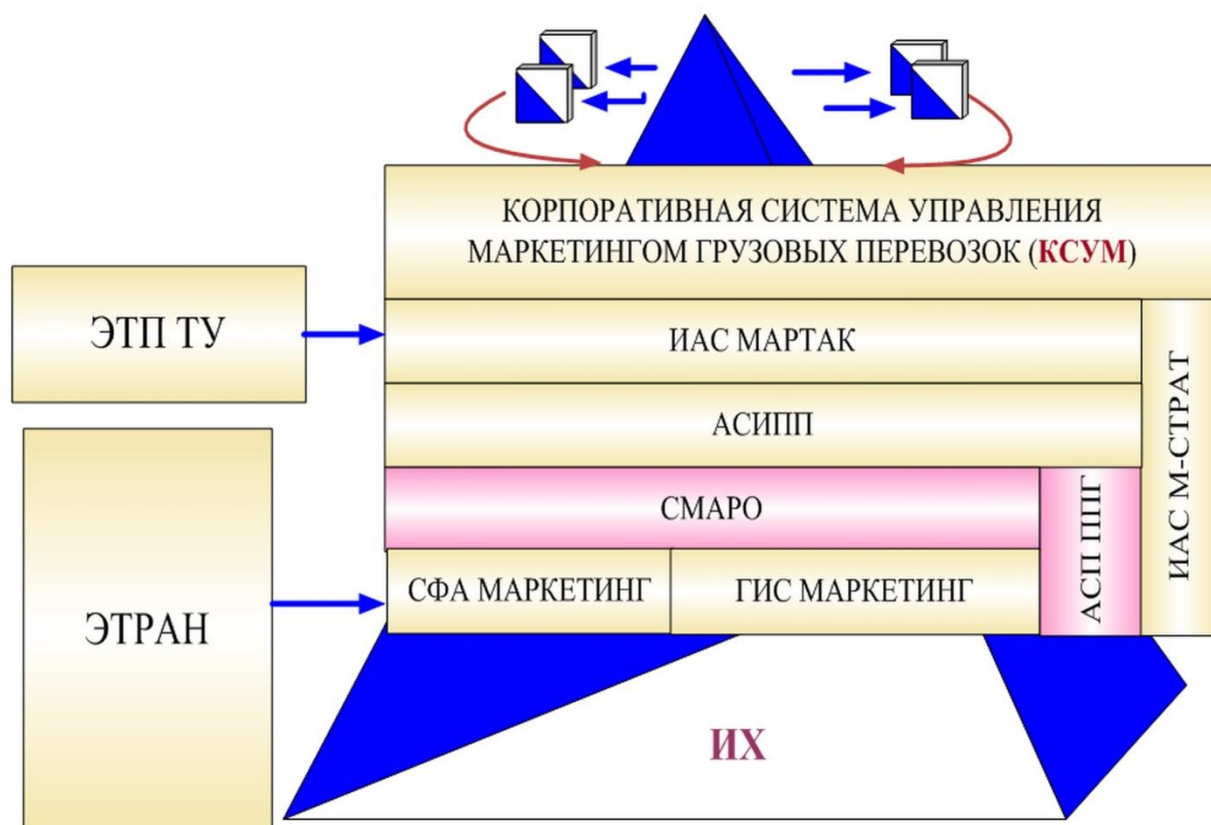 КОРПОРАТИВНАЯ СИСТЕМА УПРАВЛЕНИЯ
МАРКЕТИНГОМ ГРУЗОВЫХ ПЕРЕВОЗОК (КСУМ)
ЭТП ТУ
ИАС МАРТАК
АСИПП
СМАРО
АСП ППГ
ИАС М-СТРАТ
ЭТРАН
СФА МАРКЕТИНГ
ГИС МАРКЕТИНГ
ИХ